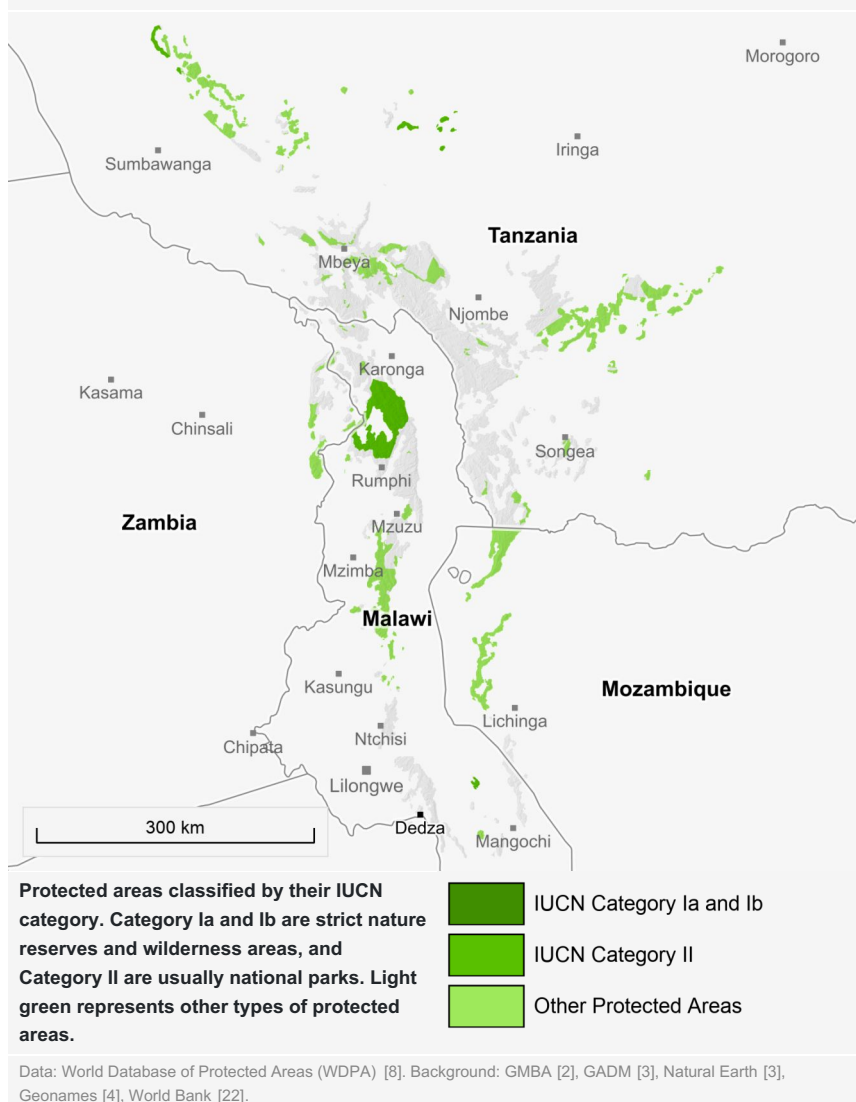 Morogoro
Iringa
Sumbawanga
Tanzania
Mbeya
Njombe
Karonga
Kasama
Chinsali
Songea
Rumphi
Zambia
Mzuzu
Mzimba
Malawi
Kasungu
Mozambique
Lichinga
Ntchisi
Chipata
Lilongwe
300 km
Dedza
Mangochi
Protected areas classified by their IUCN
category. Category Ia and Ib are strict nature
reserves and wilderness areas, and
Category II are usually national parks. Light
green represents other types of protected
areas.
IUCN Category Ia and Ib
IUCN Category II
Other Protected Areas
Data: World Database of Protected Areas (WDPA) [8]. Background: GMBA [2], GADM [3], Natural Earth [3],
Geonames [4], World Bank [22].